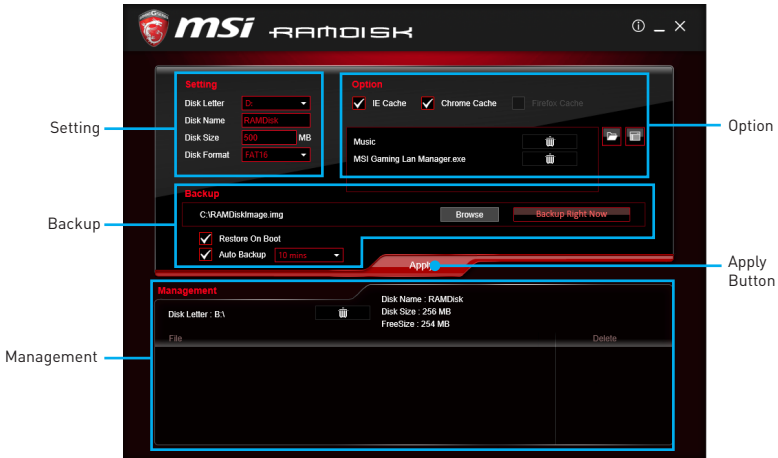 msi RAMDISK
Setting
Setting
Disk Letter D:
Disk Name RAMDisk
Disk Size 500 MB
Disk Format FAT16
Option
Option
IE Cache Chrome Cache Firefox Cache
Music
MSI Gaming Lan Manager.exe
Backup
Backup
C:\RAMDiskImage.img Browse Backup Right Now
Restore On Boot
Auto Backup 10 mins
Apply
Apply
Button
Management
Management
Disk Letter : B:\
Disk Name : RAMDisk
Disk Size : 256 MB
FreeSize : 254 MB
File Delete